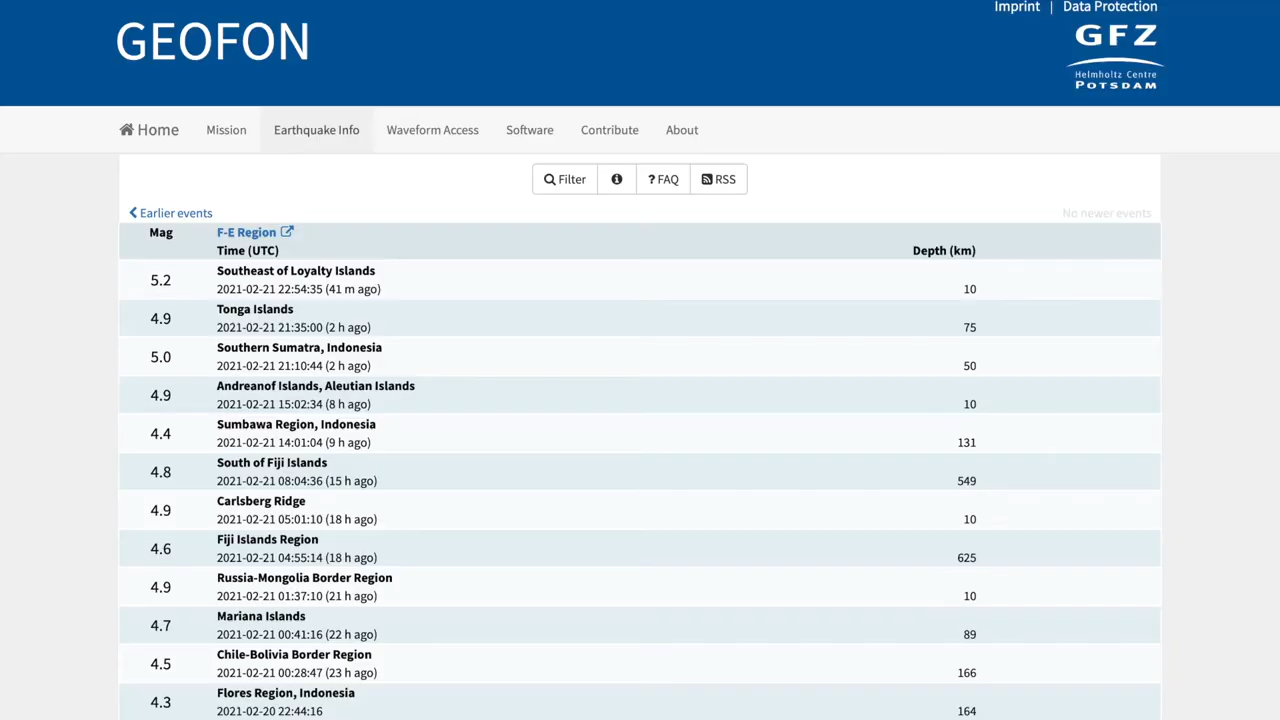 Imprint | Data Protection
GEOFON
GFZ
Helmholtz Centre
POTSDAM
Home Mission Earthquake Info Waveform Access Software Contribute About
Filter ? FAQ RSS
Earlier events No newer events
Mag F-E Region
Time (UTC) Depth (km)
Southeast of Loyalty Islands
5.2 2021-02-21 22:54:35 (41 m ago) 10
Tonga Islands
4.9 2021-02-21 21:35:00 (2 h ago) 75
Southern Sumatra, Indonesia
5.0 2021-02-21 21:10:44 (2 h ago) 50
Andreanof Islands, Aleutian Islands
4.9 2021-02-21 15:02:34 (8 h ago) 10
Sumbawa Region, Indonesia
4.4 2021-02-21 14:01:04 (9 h ago) 131
South of Fiji Islands
4.8 2021-02-21 08:04:36 (15 h ago) 549
Carlsberg Ridge
4.9 2021-02-21 05:01:10 (18 h ago) 10
Fiji Islands Region
4.6 2021-02-21 04:55:14 (18 h ago) 625
Russia-Mongolia Border Region
4.9 2021-02-21 01:37:10 (21 h ago) 10
Mariana Islands
4.7 2021-02-21 00:41:16 (22 h ago) 89
Chile-Bolivia Border Region
4.5 2021-02-21 00:28:47 (23 h ago) 166
Flores Region, Indonesia
4.3 2021-02-20 22:44:16 164